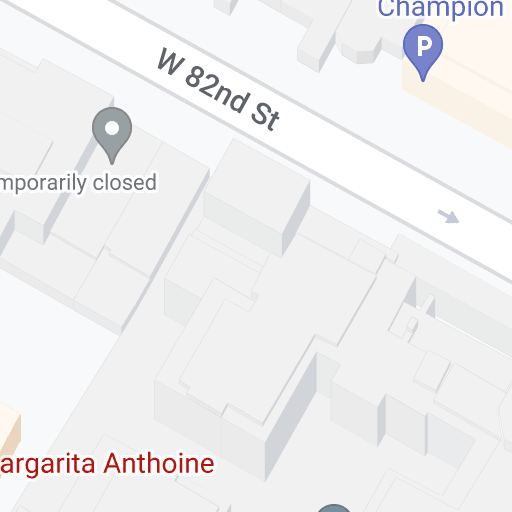 Champion
P
W 82nd St
mporarily closed
argarita Anthoine